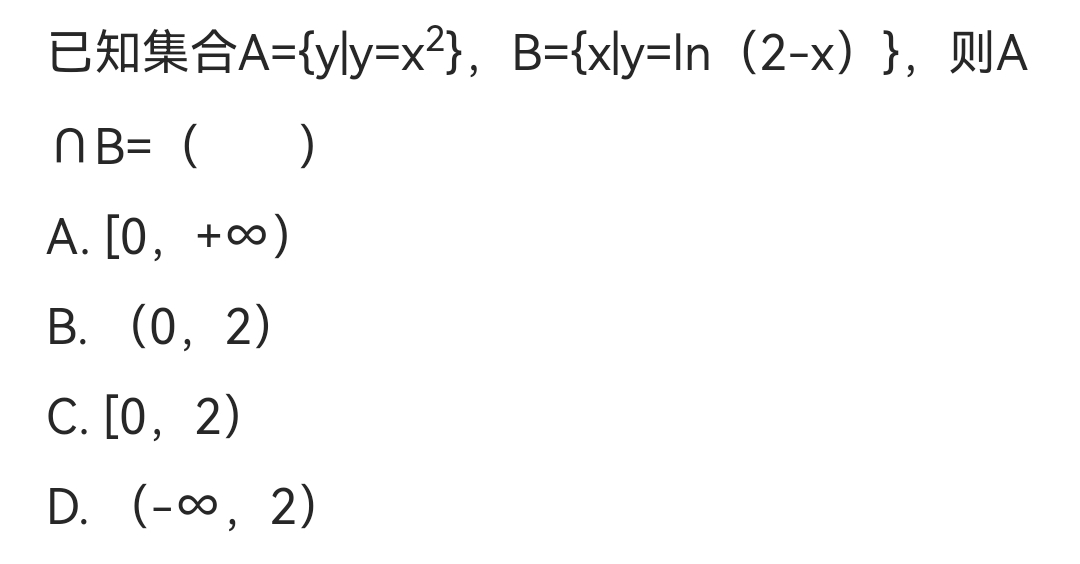 已知集合A={y|y=x²}，B={x|y=ln（2-x）}，则A
∩B=（　　）
A. [0，+∞）
B. （0，2）
C. [0，2）
D. （-∞，2）